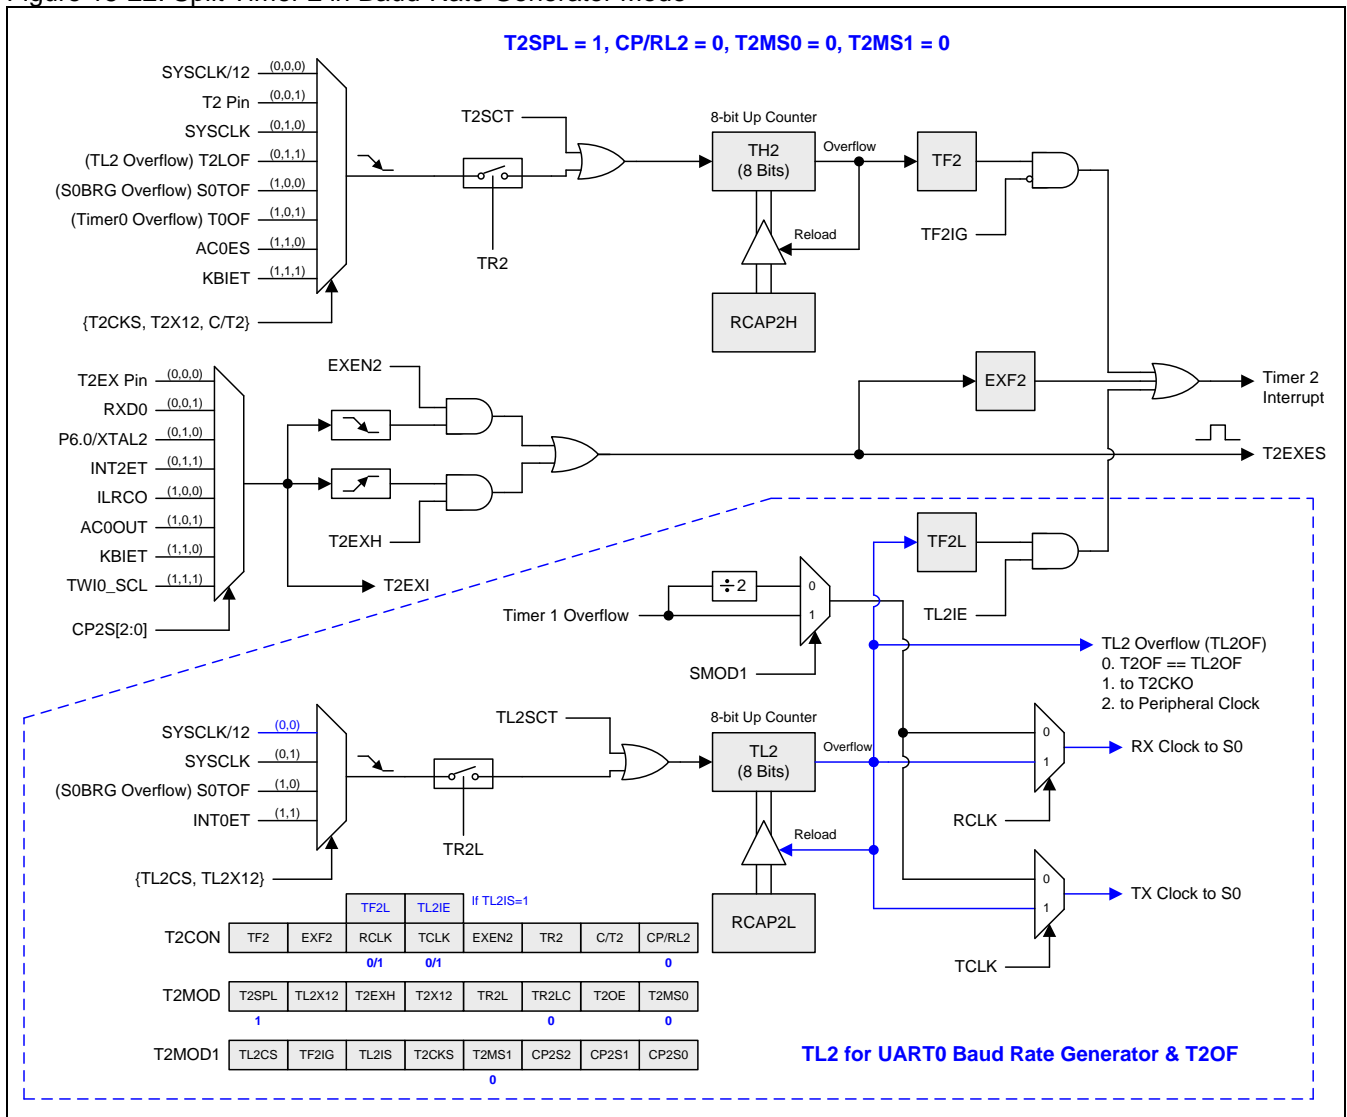 Figure 16-22. Split Timer 2 in Baud Rate Generator Mode
T2SPL = 1, CP/RL2 = 0, T2MS0 = 0, T2MS1 = 0
SYSCLK/12 (0,0,0)
T2 Pin (0,0,1)
SYSCLK (0,1,0)
(TL2 Overflow) T2LOF (0,1,1)
(S0BRG Overflow) S0TOF (1,0,0)
(Timer0 Overflow) T0OF (1,0,1)
AC0ES (1,1,0)
KBIET (1,1,1)
{T2CKS, T2X12, C/T2}
T2SCT
TR2
8-bit Up Counter
TH2
(8 Bits)
Overflow
Reload
RCAP2H
TF2
TF2IG
T2EX Pin (0,0,0)
RXD0 (0,0,1)
P6.0/XTAL2 (0,1,0)
INT2ET (0,1,1)
ILRCO (1,0,0)
AC0OUT (1,0,1)
KBIET (1,1,0)
TWI0_SCL (1,1,1)
CP2S[2:0]
EXEN2
T2EXH
T2EXI
EXF2
Timer 2
Interrupt
T2EXES
TF2L
TL2IE
Timer 1 Overflow
÷2
0
1
SMOD1
TL2 Overflow (TL2OF)
0. T2OF == TL2OF
1. to T2CKO
2. to Peripheral Clock
SYSCLK/12 (0,0)
SYSCLK (0,1)
(S0BRG Overflow) S0TOF (1,0)
INT0ET (1,1)
{TL2CS, TL2X12}
TL2SCT
TR2L
8-bit Up Counter
TL2
(8 Bits)
Overflow
Reload
RCAP2L
0
1
RX Clock to S0
RCLK
0
1
TX Clock to S0
TCLK
TF2L TL2IE If TL2IS=1
T2CON TF2 EXF2 RCLK TCLK EXEN2 TR2 C/T2 CP/RL2
0/1 0/1 0
T2MOD T2SPL TL2X12 T2EXH T2X12 TR2L TR2LC T2OE T2MS0
1 0 0
T2MOD1 TL2CS TF2IG TL2IS T2CKS T2MS1 CP2S2 CP2S1 CP2S0
0
TL2 for UART0 Baud Rate Generator & T2OF